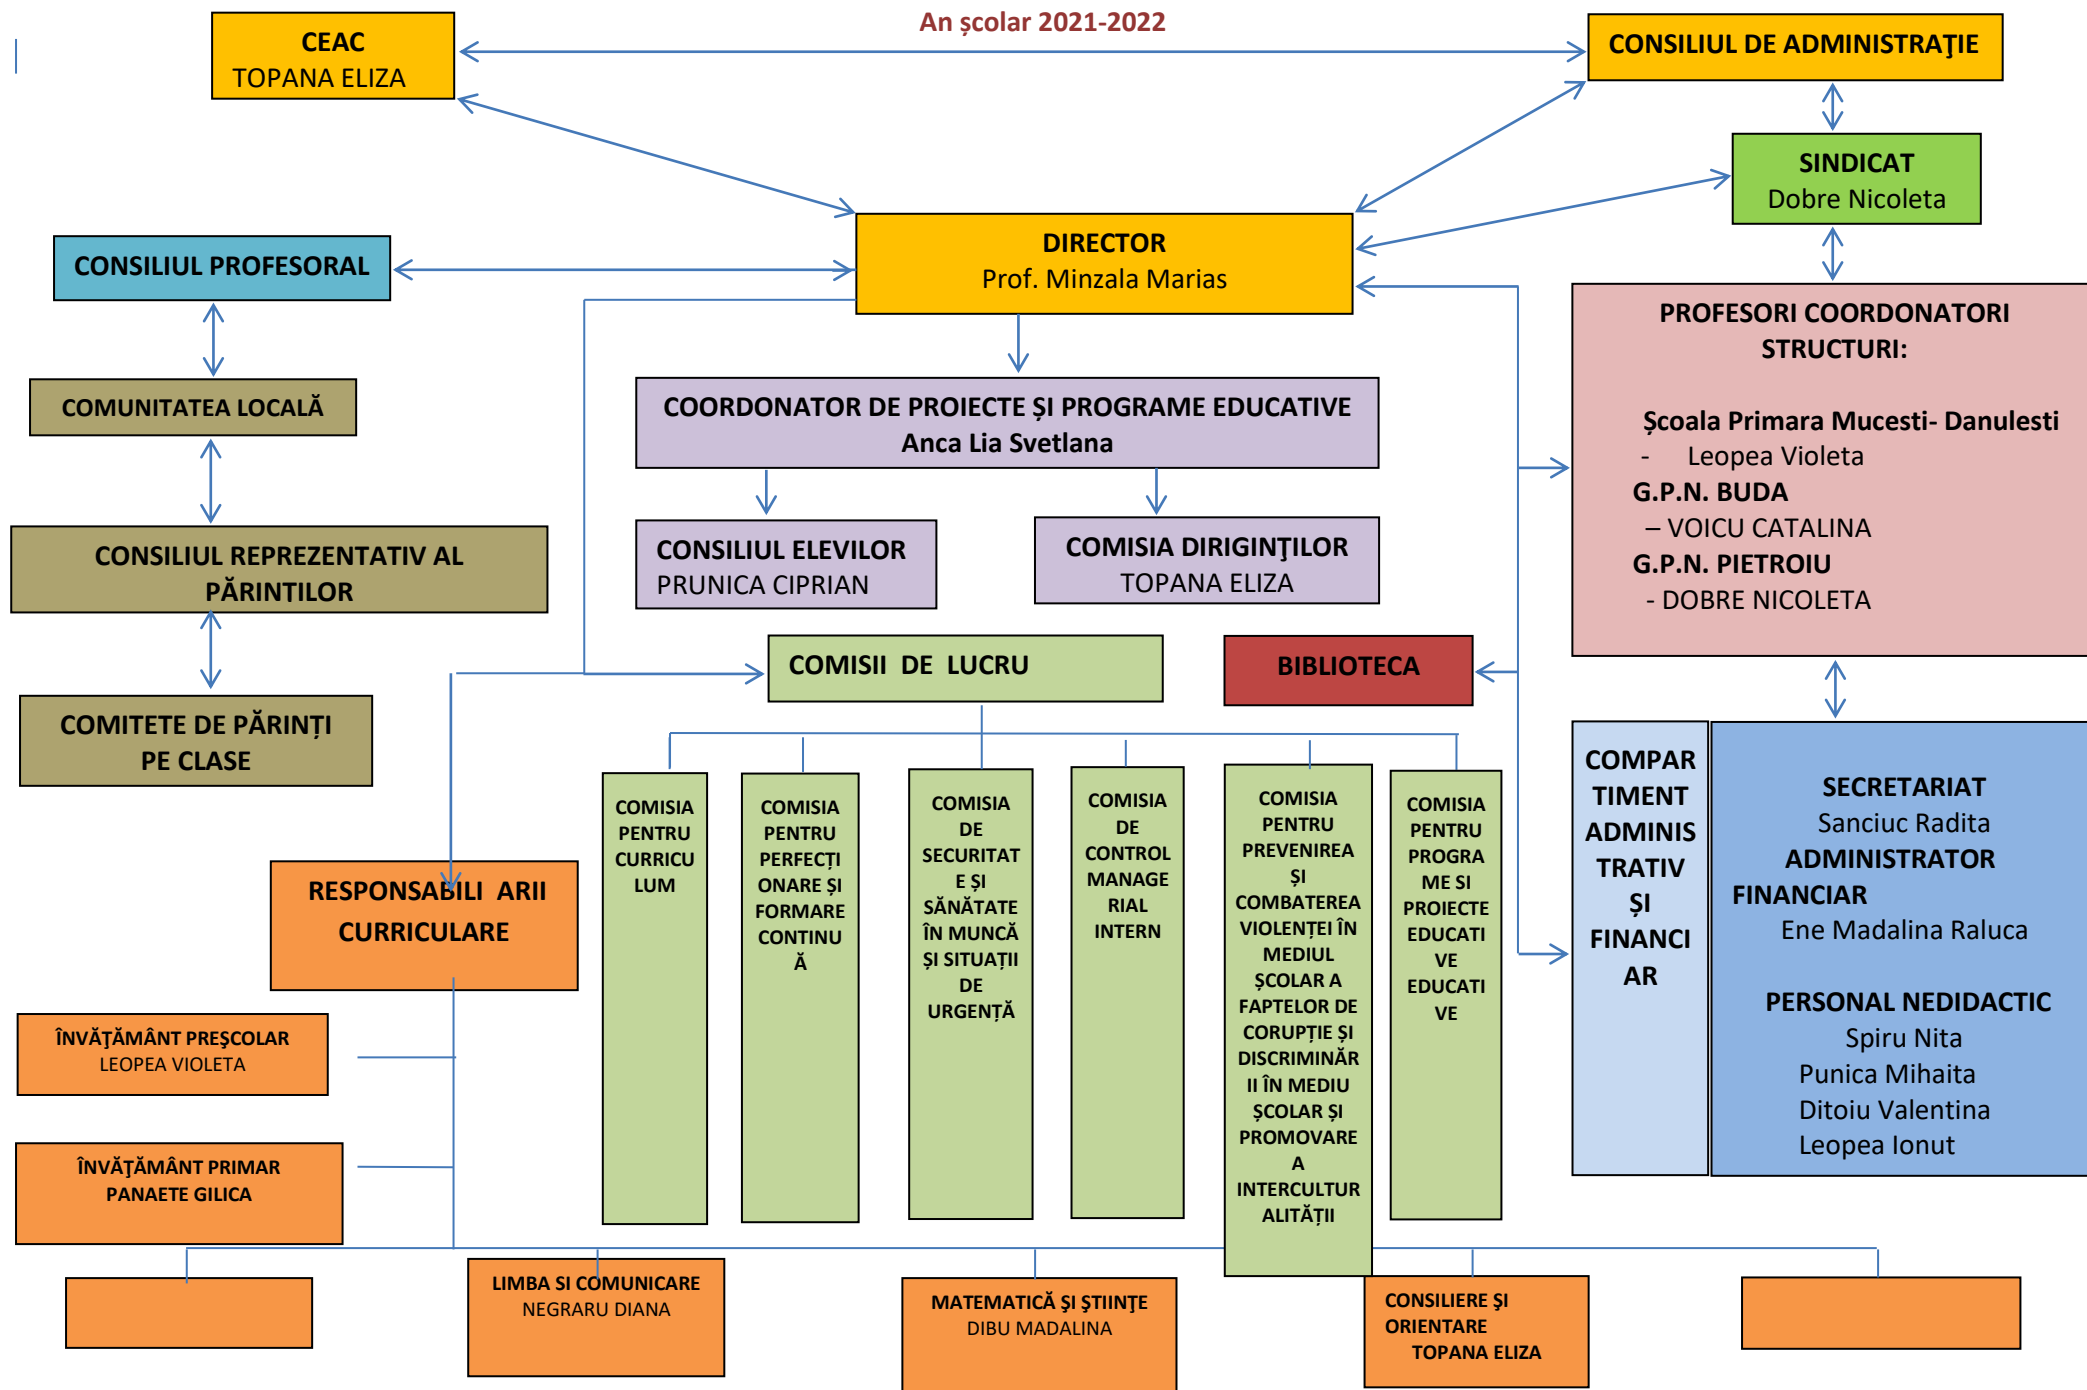 An școlar 2021-2022
CEAC
TOPANA ELIZA
CONSILIUL DE ADMINISTRAŢIE
SINDICAT
Dobre Nicoleta
DIRECTOR
Prof. Minzala Marias
CONSILIUL PROFESORAL
COMUNITATEA LOCALĂ
CONSILIUL REPREZENTATIV AL
PĂRINTILOR
COMITETE DE PĂRINȚI
PE CLASE
COORDONATOR DE PROIECTE ȘI PROGRAME EDUCATIVE
Anca Lia Svetlana
CONSILIUL ELEVILOR
PRUNICA CIPRIAN
COMISIA DIRIGINŢILOR
TOPANA ELIZA
PROFESORI COORDONATORI
STRUCTURI:
Școala Primara Mucesti- Danulesti
- Leopea Violeta
G.P.N. BUDA
– VOICU CATALINA
G.P.N. PIETROIU
- DOBRE NICOLETA
COMISII DE LUCRU
BIBLIOTECA
COMISIA
PENTRU
CURRICU
LUM
COMISIA
PENTRU
PERFECȚI
ONARE ȘI
FORMARE
CONTINU
Ă
COMISIA
DE
SECURITAT
E ȘI
SĂNĂTATE
ÎN MUNCĂ
ȘI SITUAȚII
DE
URGENȚĂ
COMISIA
DE
CONTROL
MANAGE
RIAL
INTERN
COMISIA
PENTRU
PREVENIREA
ȘI
COMBATEREA
VIOLENȚEI ÎN
MEDIUL
ȘCOLAR A
FAPTELOR DE
CORUPȚIE ȘI
DISCRIMINĂR
II ÎN MEDIU
ȘCOLAR ȘI
PROMOVARE
A
INTERCULTUR
ALITĂȚII
COMISIA
PENTRU
PROGRA
ME SI
PROIECTE
EDUCATI
VE
EDUCATI
VE
COMPAR
TIMENT
ADMINIS
TRATIV
ȘI
FINANCI
AR
SECRETARIAT
Sanciuc Radita
ADMINISTRATOR
FINANCIAR
Ene Madalina Raluca
PERSONAL NEDIDACTIC
Spiru Nita
Punica Mihaita
Ditoiu Valentina
Leopea Ionut
RESPONSABILI ARII
CURRICULARE
ÎNVĂŢĂMÂNT PREŞCOLAR
LEOPEA VIOLETA
ÎNVĂŢĂMÂNT PRIMAR
PANAETE GILICA
LIMBA SI COMUNICARE
NEGRARU DIANA
MATEMATICĂ ŞI ŞTIINŢE
DIBU MADALINA
CONSILIERE ŞI
ORIENTARE
TOPANA ELIZA